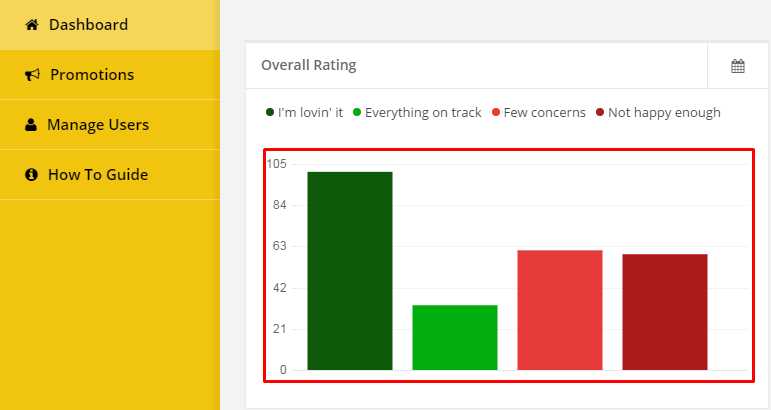 Dashboard
Promotions
Manage Users
How To Guide
Overall Rating
I'm lovin' it Everything on track Few concerns Not happy enough
105
84
63
42
21
0